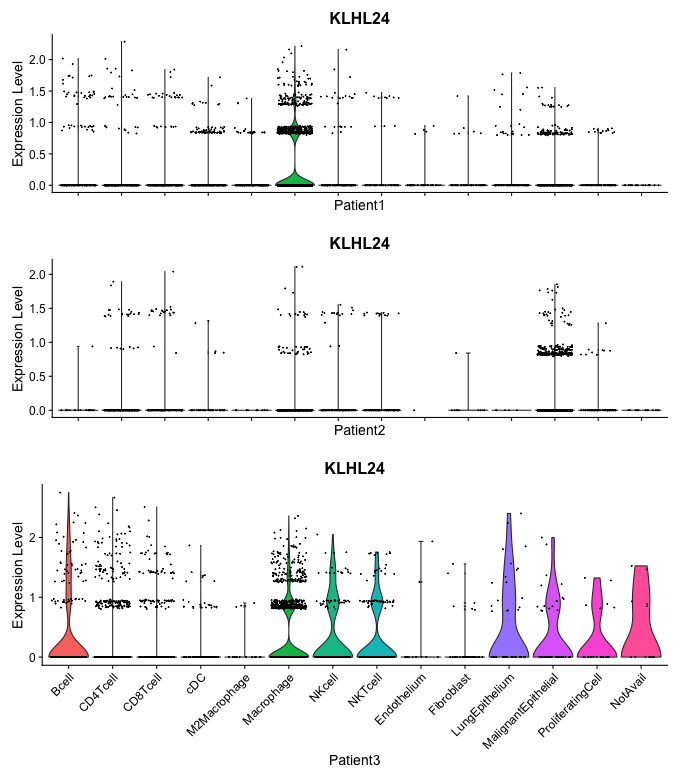 KLHL24
Expression Level
2.0
1.5
1.0
0.5
0.0
Patient1
KLHL24
Expression Level
2.0
1.5
1.0
0.5
0.0
Patient2
KLHL24
Expression Level
2
1
0
Bcell
CD4Tcell
CD8Tcell
cDC
M2Macrophage
Macrophage
NKcell
NKTcell
Endothelium
Fibroblast
LungEpithelium
MalignantEpithelial
ProliferatingCell
NotAvail
Patient3